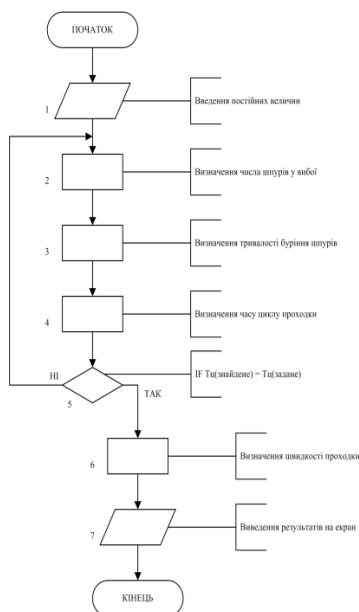 ПОЧАТОК
1
Введення постійних величин
2
Визначення числа шпурів у вибої
3
Визначення тривалості буріння шпурів
4
Визначення часу циклу проходки
НІ
IF Тц(знайдене) = Тц(задане)
5
ТАК
6
Визначення швидкості проходки
7
Виведення результатів на екран
КІНЕЦЬ